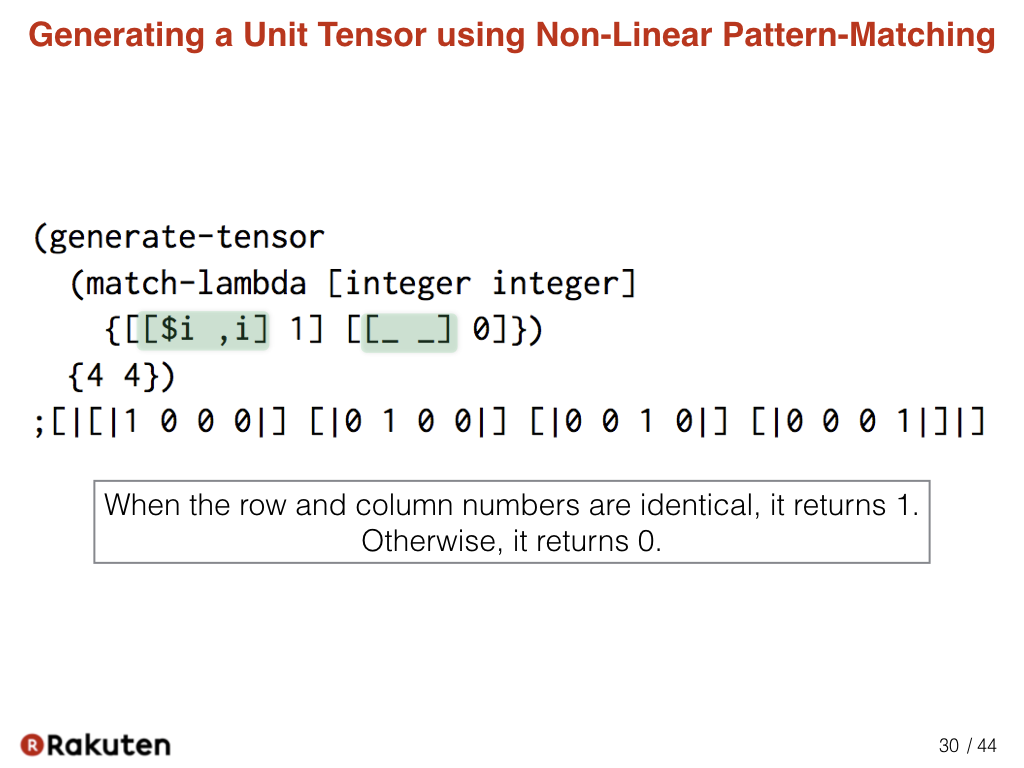 Generating a Unit Tensor using Non-Linear Pattern-Matching
(generate-tensor
(match-lambda [integer integer]
{[[$i ,i] 1] [[_ _] 0]})
{4 4})
;[|[|1 0 0 0|] [|0 1 0 0|] [|0 0 1 0|] [|0 0 0 1|]|]
When the row and column numbers are identical, it returns 1.
Otherwise, it returns 0.
R Rakuten
30 / 44